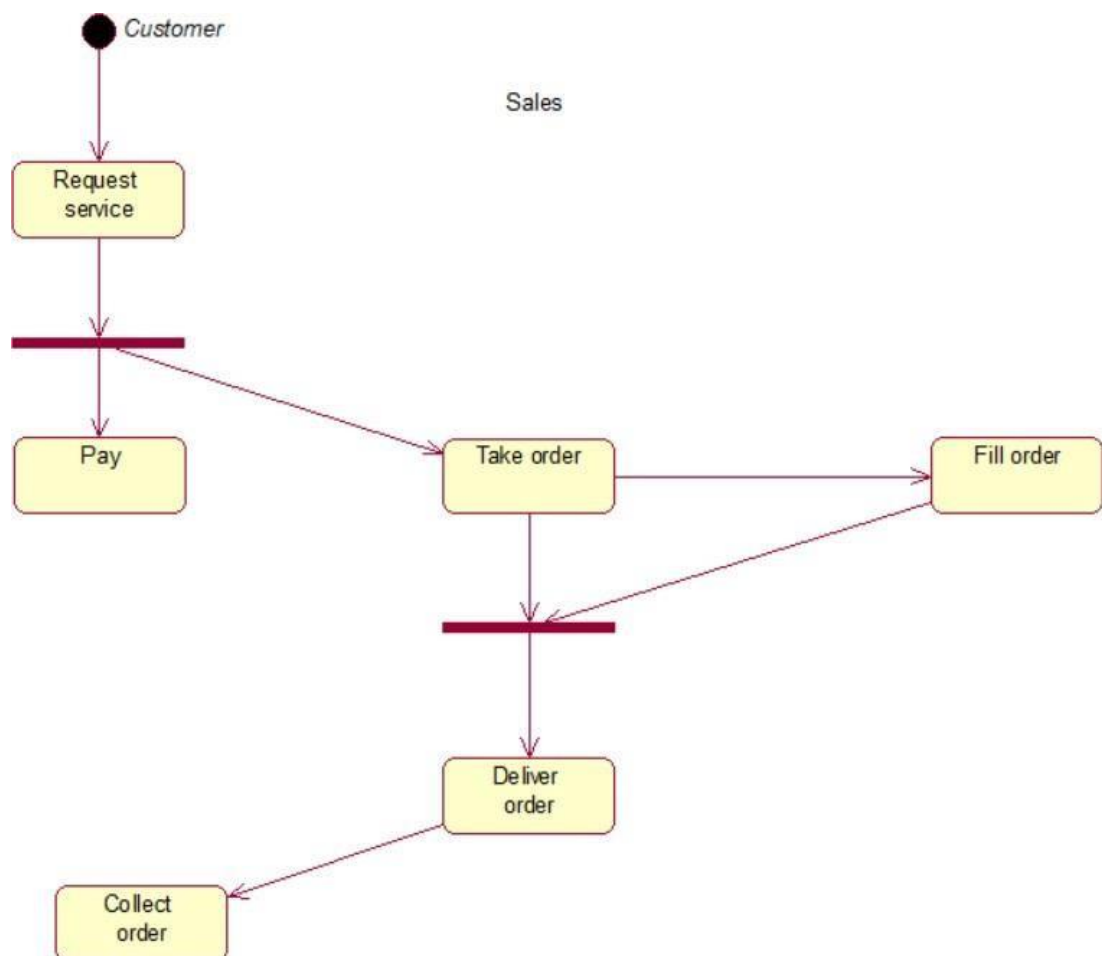 Customer
Sales
Request
service
Pay
Take order
Fill order
Deliver
order
Collect
order